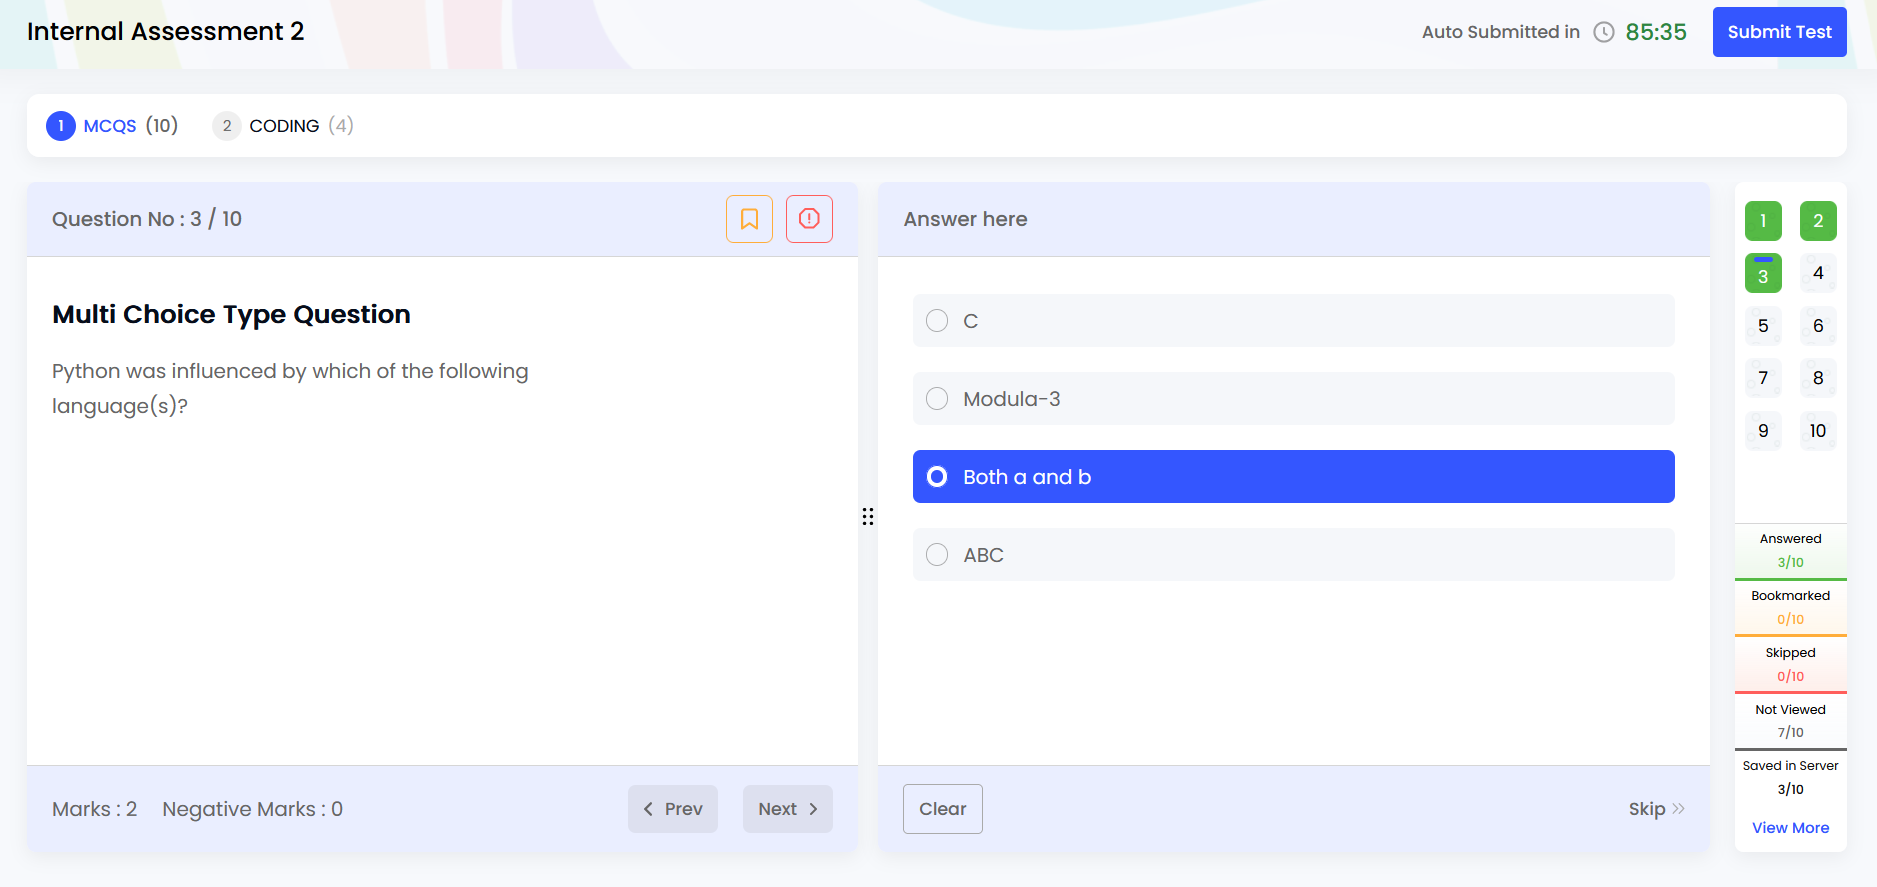 Internal Assessment 2
Auto Submitted in 85:35
Submit Test
1 MCQS (10)
2 CODING (4)
Question No : 3 / 10
Multi Choice Type Question
Python was influenced by which of the following
language(s)?
Marks : 2
Negative Marks : 0
Prev
Next
Answer here
C
Modula-3
Both a and b
ABC
Clear
Skip
1 2
3 4
5 6
7 8
9 10
Answered
3/10
Bookmarked
0/10
Skipped
0/10
Not Viewed
7/10
Saved in Server
3/10
View More